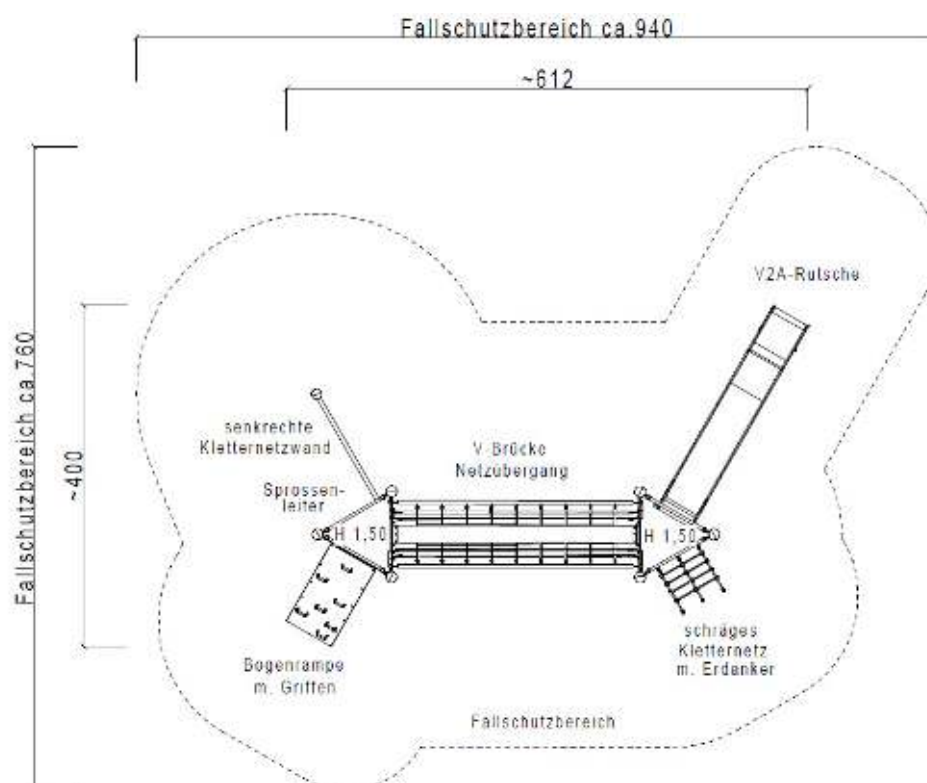 Fallschutzbereich ca.940
~612
V2A-Rutsche
Fallschutzbereich ca.760
~400
senkrechte
Kletternetzwand
V-Brücke
Netzübergang
Sprossen-
leiter
H 1,50
H 1,50
schräges
Kletternetz
m. Erdanker
Bogenrampe
m. Griffen
Fallschutzbereich